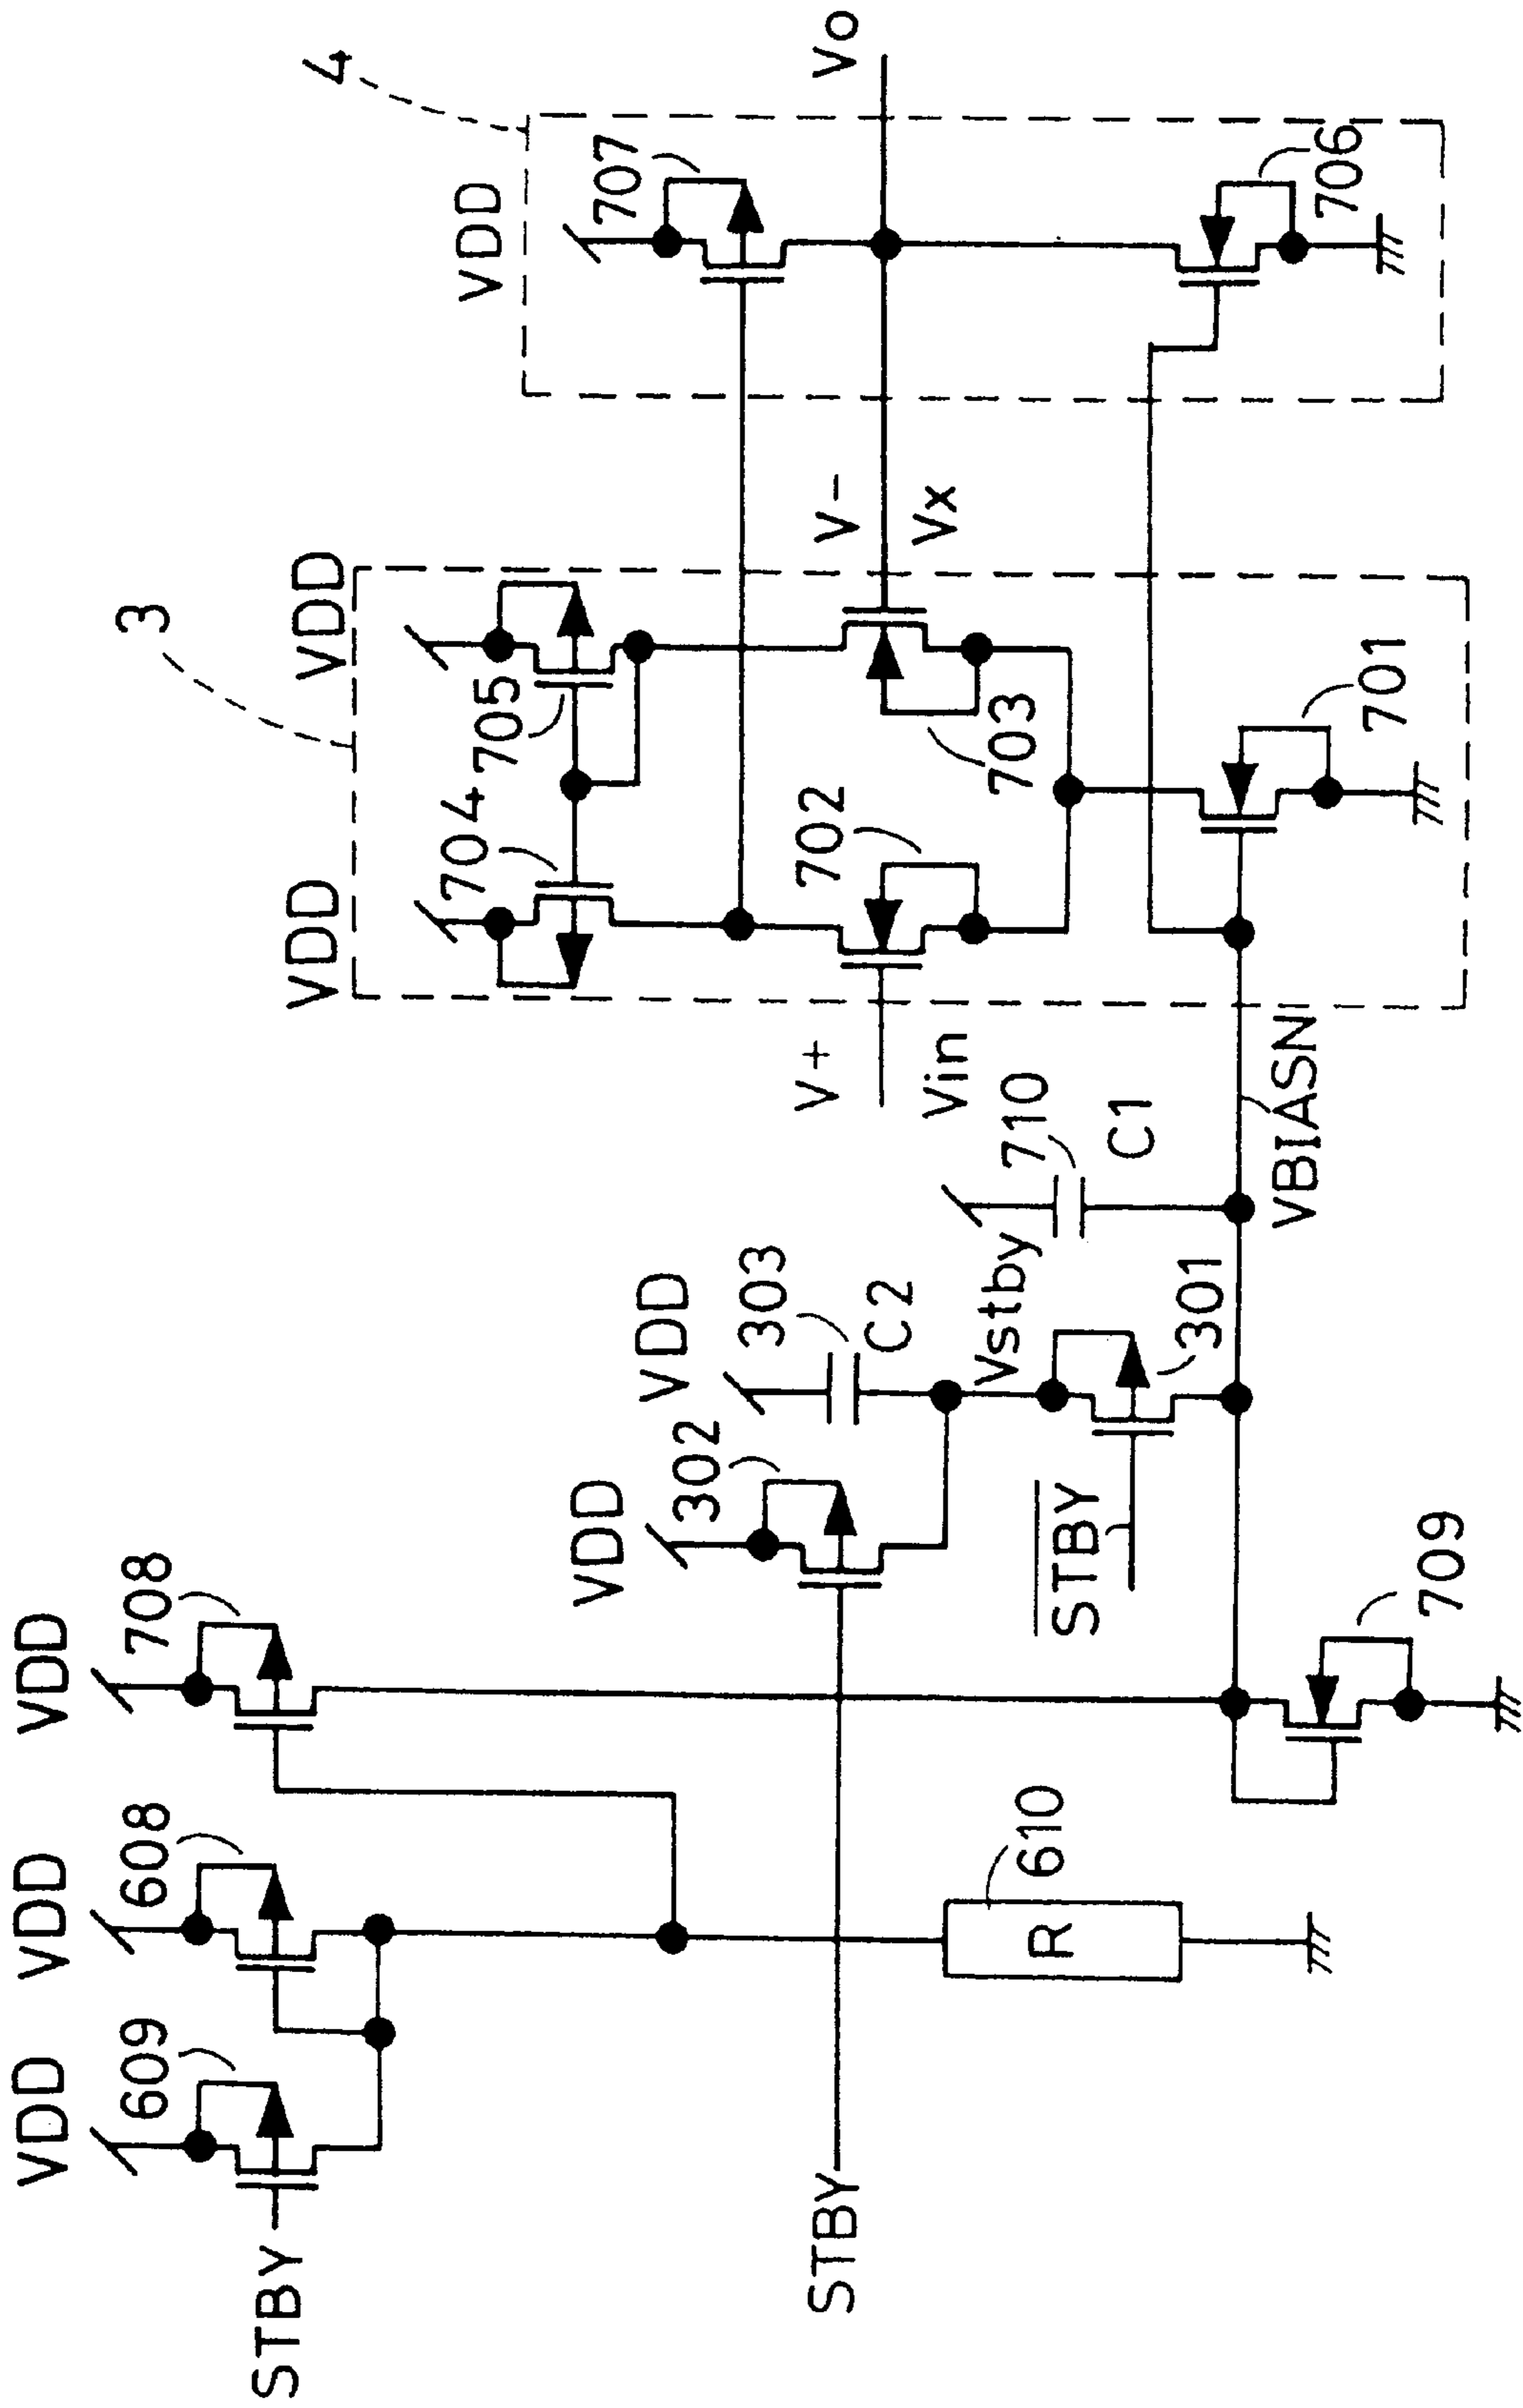 3
4
VDD
VDD
VDD
704
705
707
V+
Vin
702
703
V-
Vx
Vo
701
706
VDD
VDD
VDD
609
608
708
STBY
VDD
302
VDD
303
C2
STBY
STBY
Vstby
710
C1
301
VBIASN
R
610
709